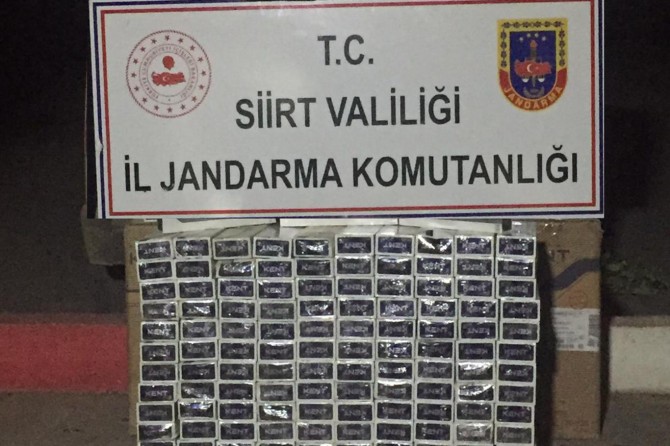 T.C.
SİİRT VALİLİĞİ
İL JANDARMA KOMUTANLIĞI
JANDARMA
KENT